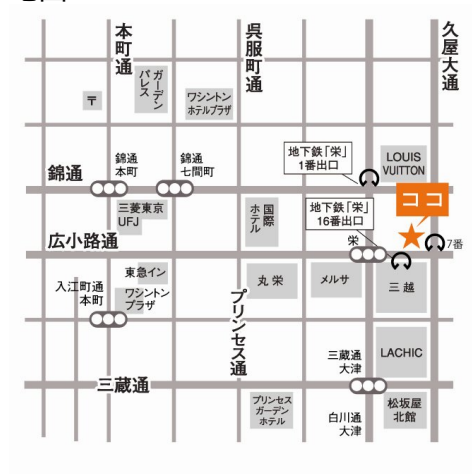 本町通
呉服町通
久屋大通
ガーデン
パレス
〒
ワシントン
ホテルプラザ
地下鉄「栄」
1番出口
LOUIS
VUITTON
錦通
錦通
本町
錦通
七間町
ココ
三菱東京
UFJ
国際
ホテル
地下鉄「栄」
16番出口
7番
広小路通
栄
東急イン
丸栄
メルサ
三越
入江町通
本町
ワシントン
プラザ
プリンセス通
三蔵通
大津
LACHIC
三蔵通
プリンセス
ガーデン
ホテル
白川通
大津
松坂屋
北館